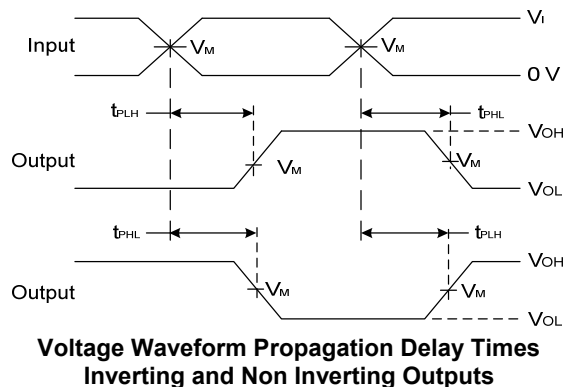 Input
VM
VM
VI
0 V
tPLH
tPHL
Output
VM
VM
VOH
VOL
tPHL
tPLH
Output
VM
VM
VOH
VOL
Voltage Waveform Propagation Delay Times
Inverting and Non Inverting Outputs